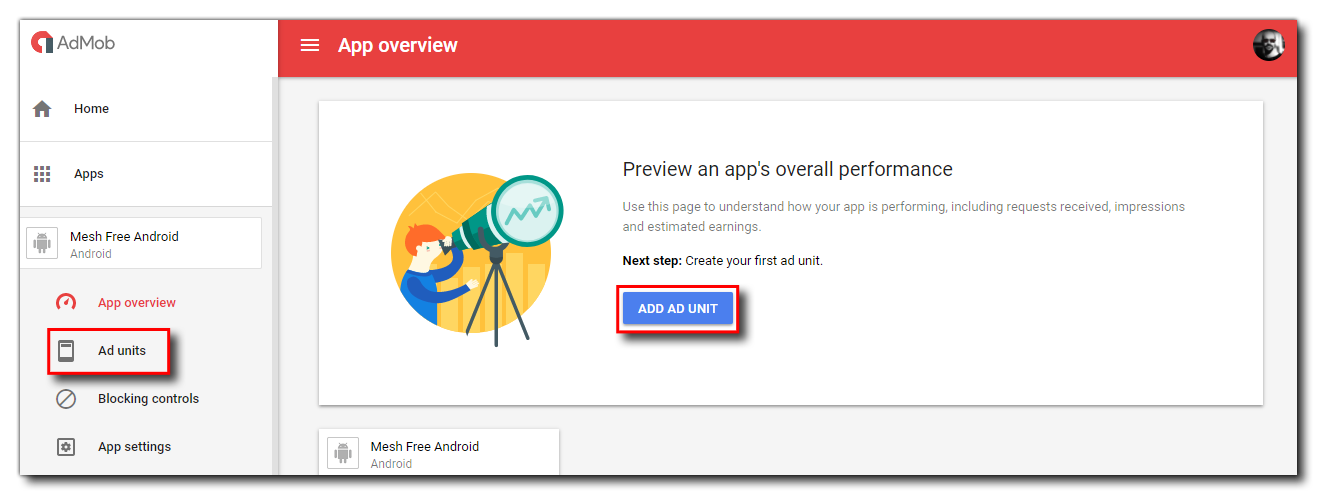 AdMob
App overview
Home
Apps
Mesh Free Android
Android
App overview
Ad units
Blocking controls
App settings
Preview an app's overall performance
Use this page to understand how your app is performing, including requests received, impressions
and estimated earnings.
Next step: Create your first ad unit.
ADD AD UNIT
Mesh Free Android
Android